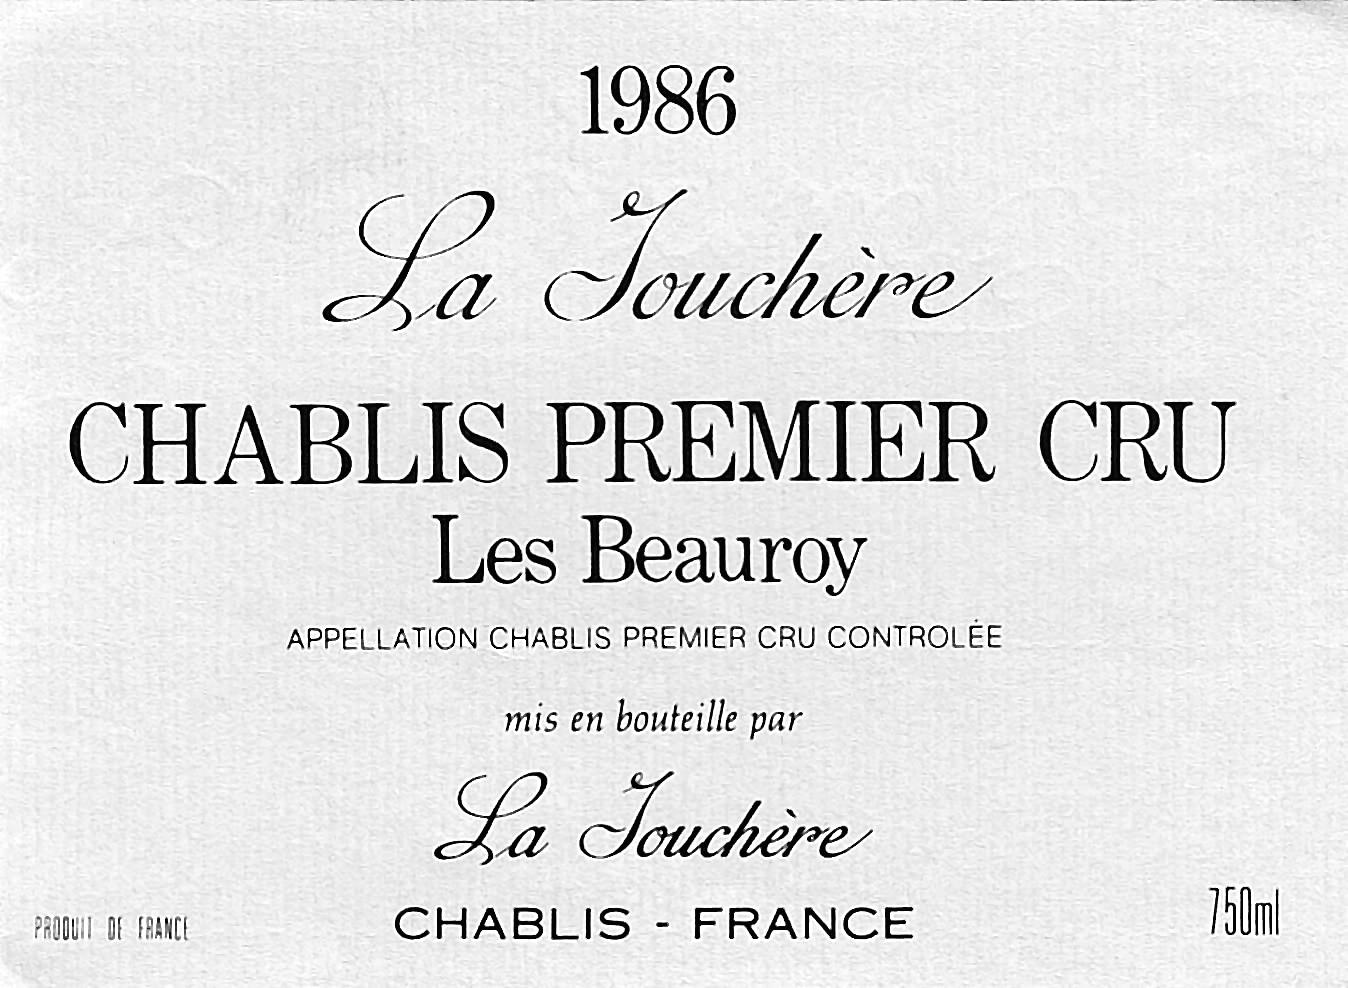 1986
La Jouchère
CHABLIS PREMIER CRU
Les Beauroy
APPELLATION CHABLIS PREMIER CRU CONTROLÉE
mis en bouteille par
La Jouchère
CHABLIS - FRANCE
PRODUIT DE FRANCE
750ml